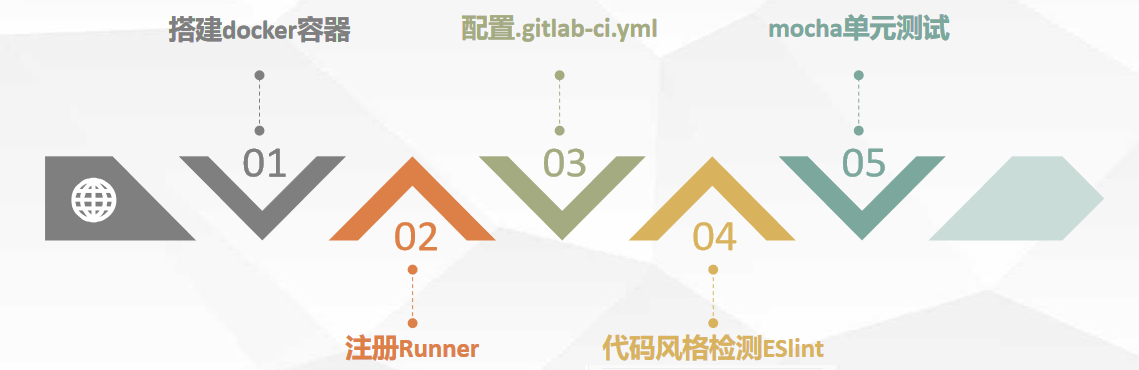 搭建docker容器
配置.gitlab-ci.yml
mocha单元测试
01
03
05
02
04
注册Runner
代码风格检测ESlint